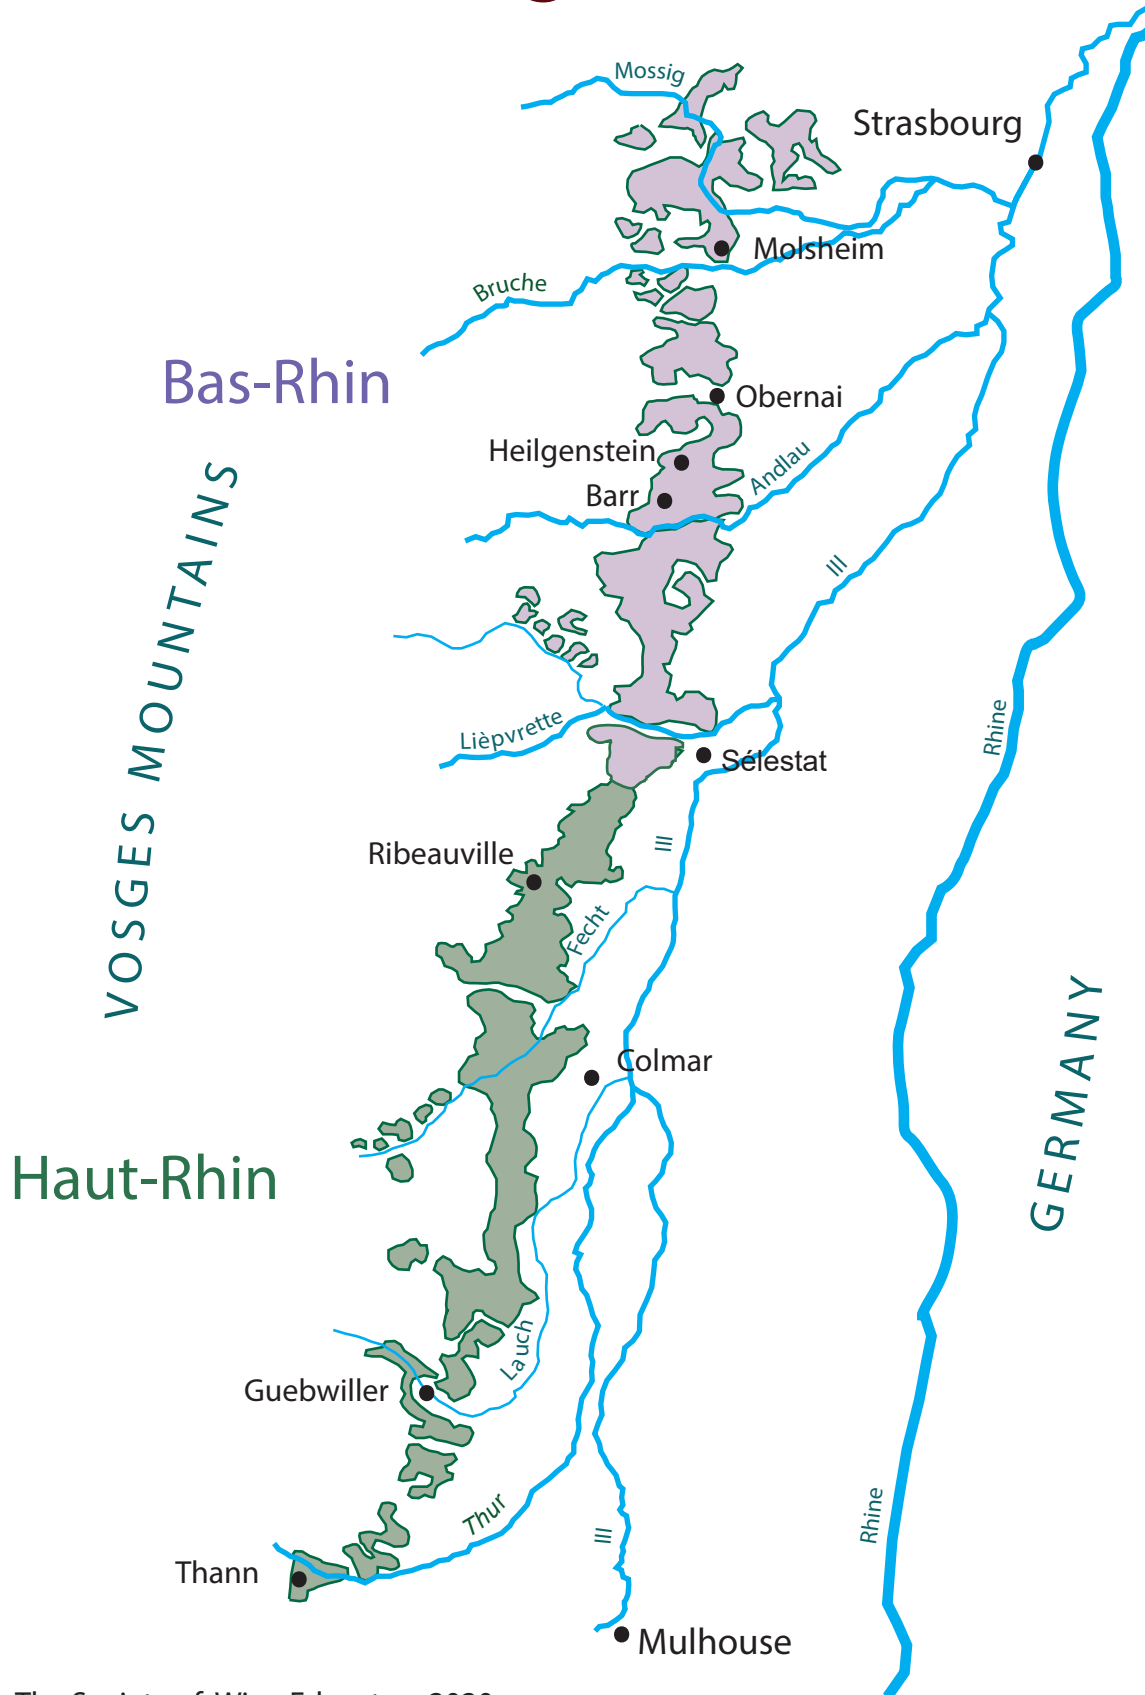 Mossig
Strasbourg
Molsheim
Bruche
Bas-Rhin
Obernai
Heilgenstein
Andlau
Barr
VOSGES MOUNTAINS
Ill
Lièpvrette
Rhine
Sélestat
Ribeauville
Ill
Fecht
GERMANY
Colmar
Haut-Rhin
Lauch
Guebwiller
Thur
Rhine
Ill
Thann
Mulhouse